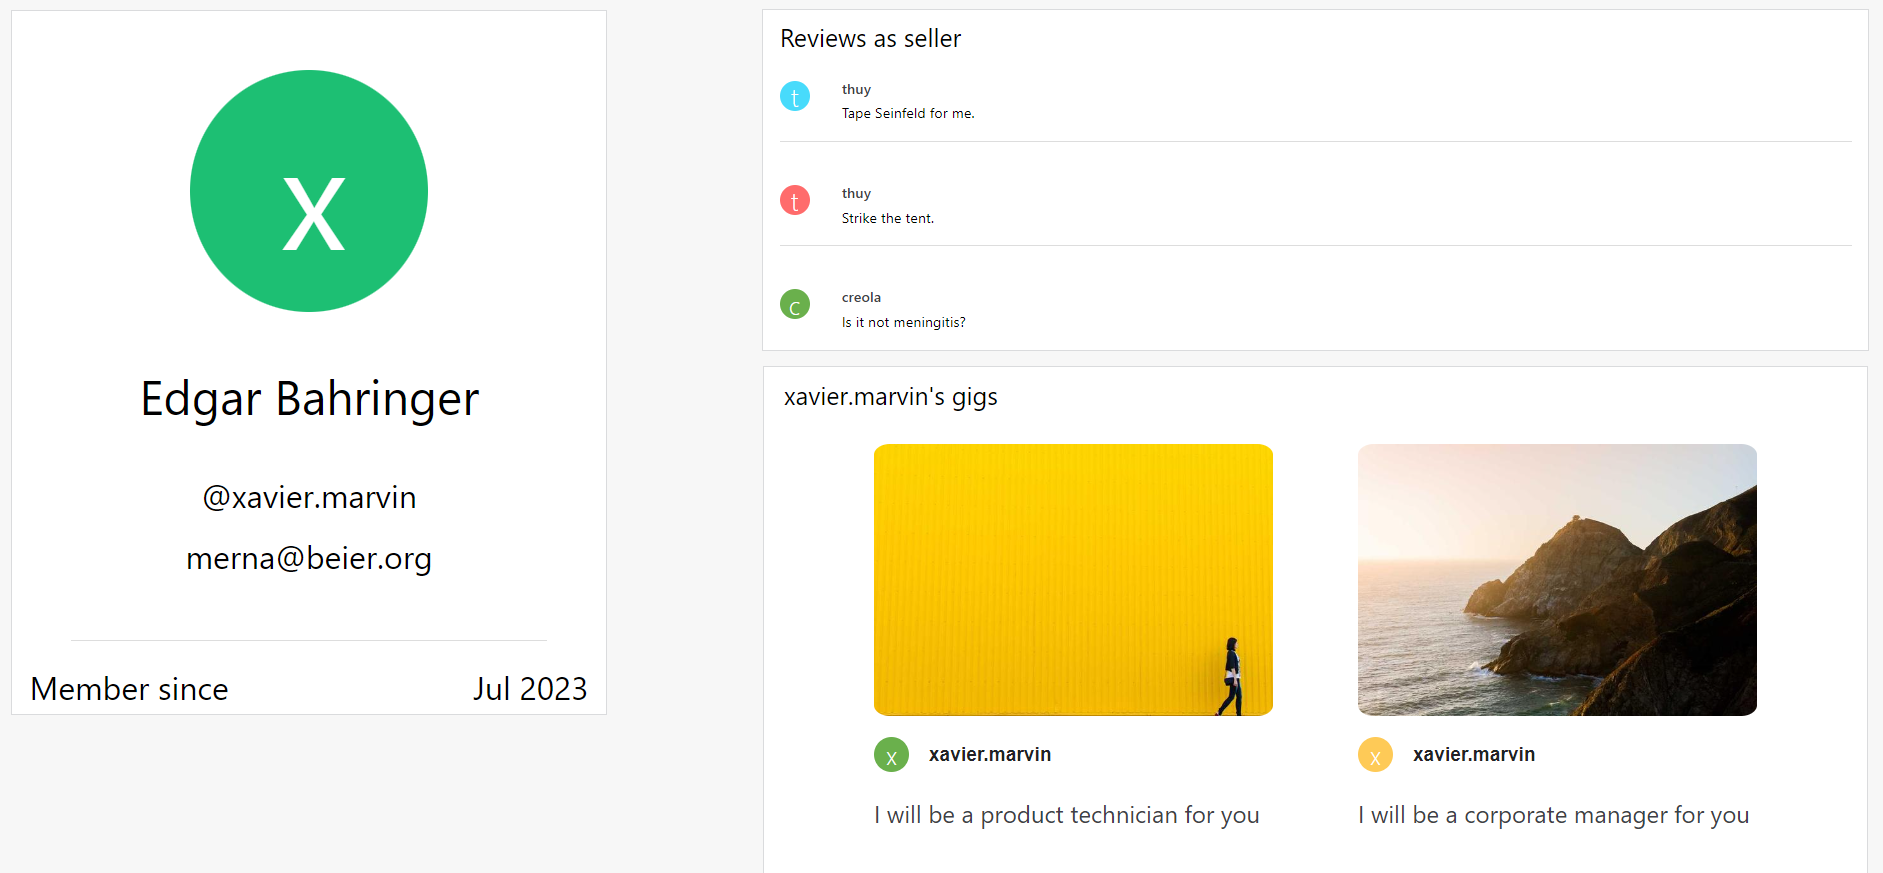 x
Edgar Bahringer
@xavier.marvin
merna@beier.org
Member since Jul 2023
Reviews as seller
t
thuy
Tape Seinfeld for me.
t
thuy
Strike the tent.
c
creola
Is it not meningitis?
xavier.marvin's gigs
x xavier.marvin
I will be a product technician for you
x xavier.marvin
I will be a corporate manager for you